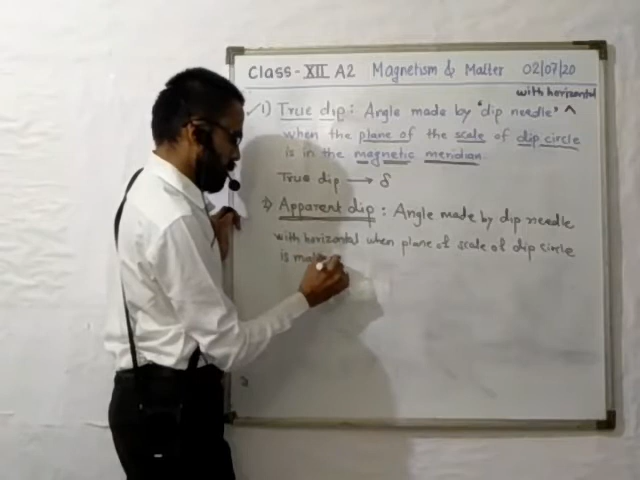 Class - XII A2 Magnetism & Matter 02/07/20
with horizontal
✓1) True dip : Angle made by 'dip needle' ^
when the plane of the scale of dip circle
is in the magnetic meridian
True dip → δ
2) Apparent dip : Angle made by dip needle
with horizontal when plane of scale of dip circle
is